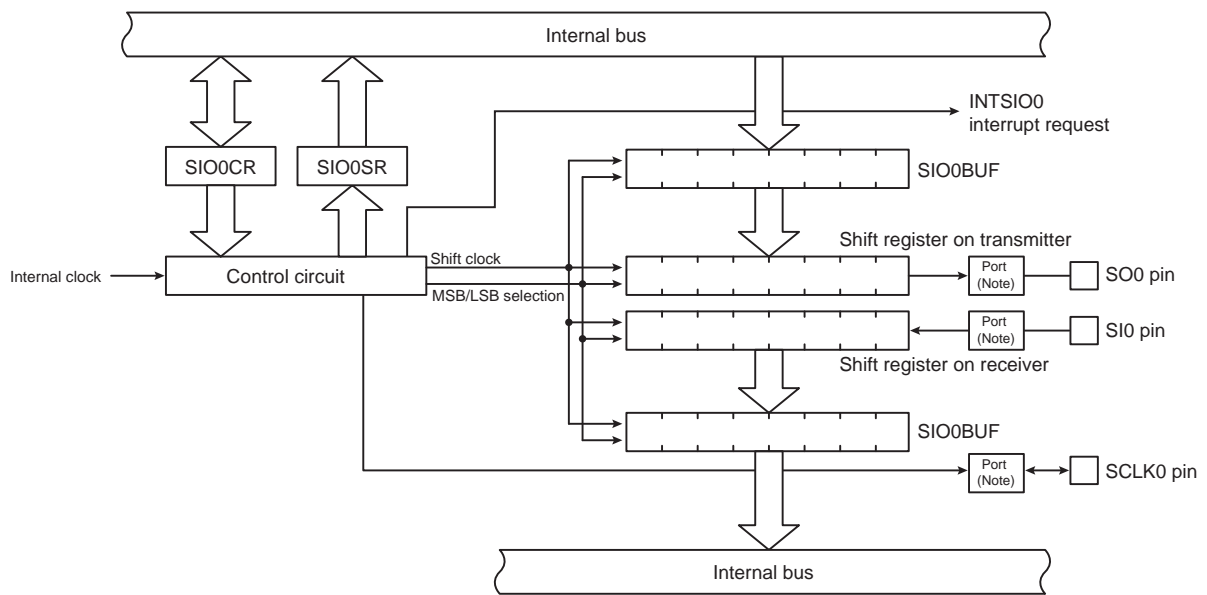 Internal bus
INTSIO0
interrupt request
SIO0CR
SIO0SR
SIO0BUF
Shift register on transmitter
Internal clock
Control circuit
Shift clock
MSB/LSB selection
Port
(Note)
SO0 pin
Port
(Note)
SI0 pin
Shift register on receiver
SIO0BUF
Port
(Note)
SCLK0 pin
Internal bus